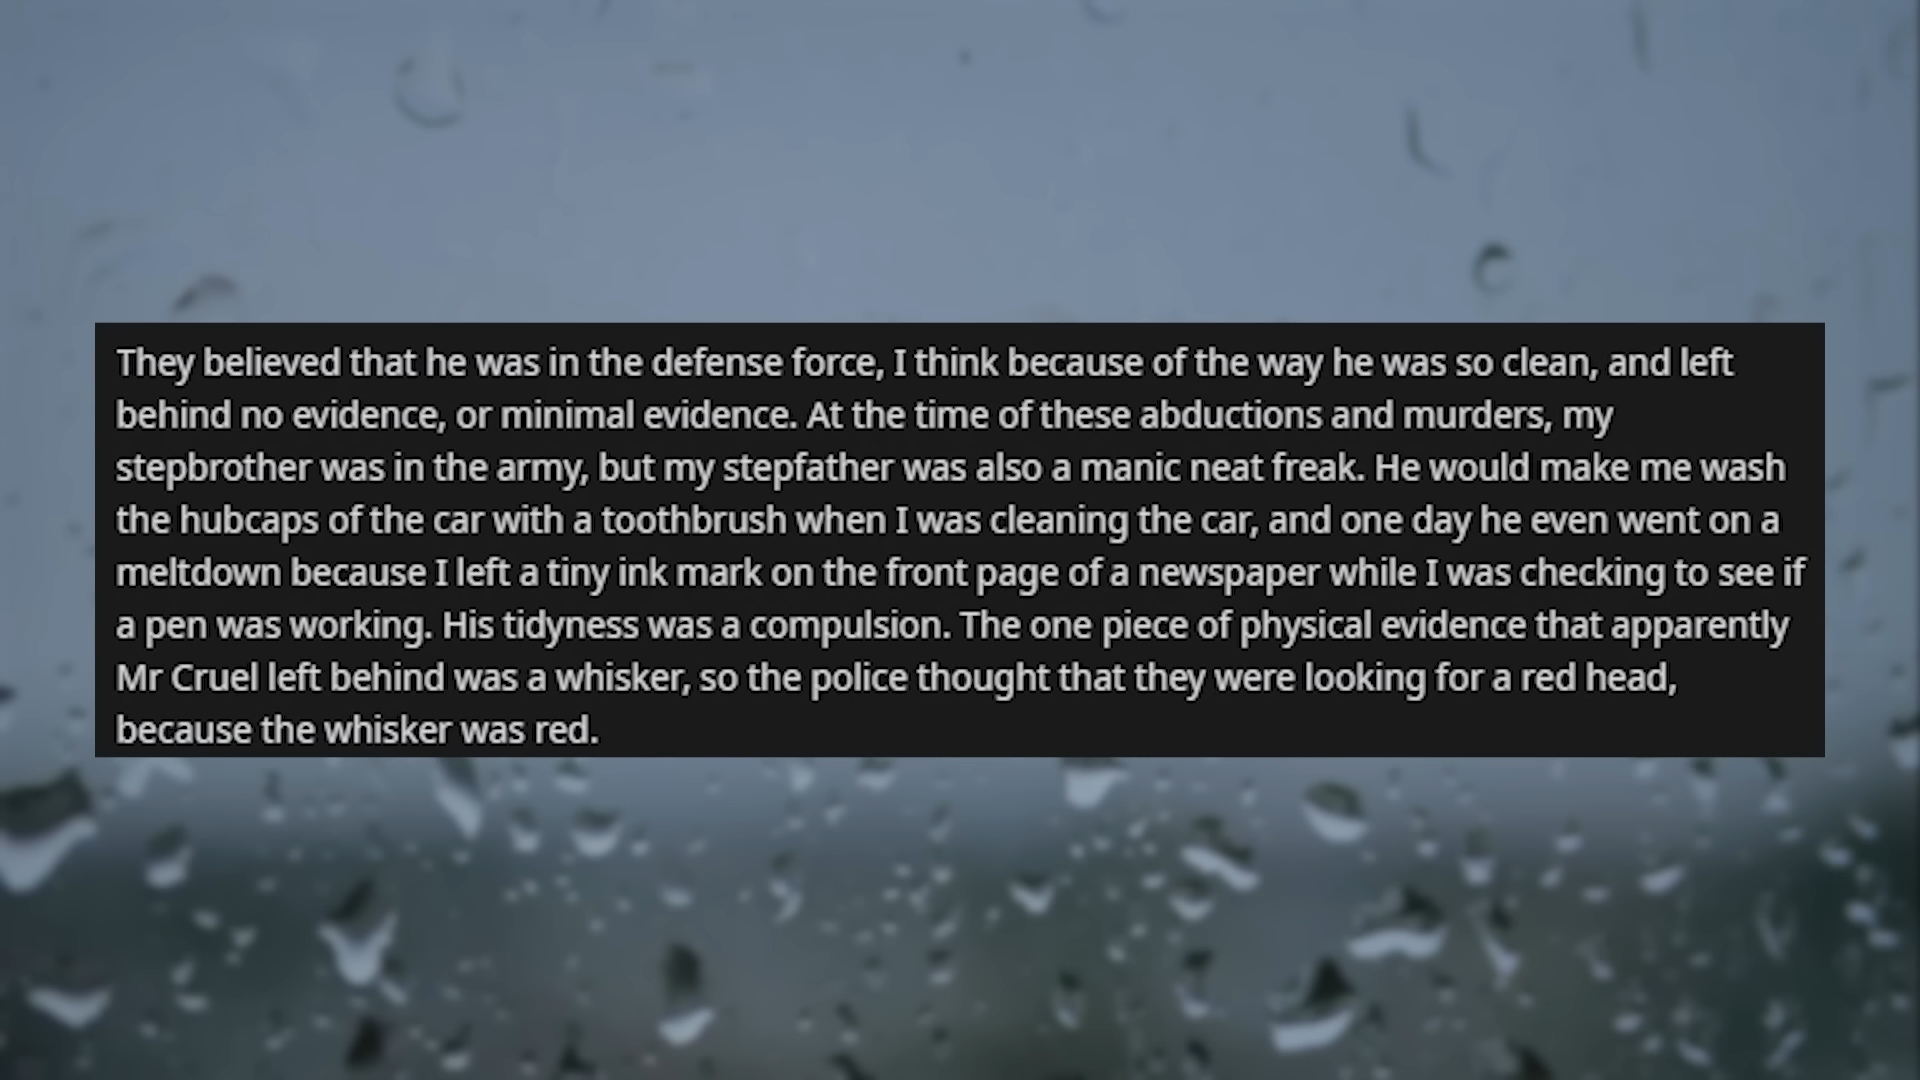 They believed that he was in the defense force, I think because of the way he was so clean, and left
behind no evidence, or minimal evidence. At the time of these abductions and murders, my
stepbrother was in the army, but my stepfather was also a manic neat freak. He would make me wash
the hubcaps of the car with a toothbrush when I was cleaning the car, and one day he even went on a
meltdown because I left a tiny ink mark on the front page of a newspaper while I was checking to see if
a pen was working. His tidyness was a compulsion. The one piece of physical evidence that apparently
Mr Cruel left behind was a whisker, so the police thought that they were looking for a red head,
because the whisker was red.